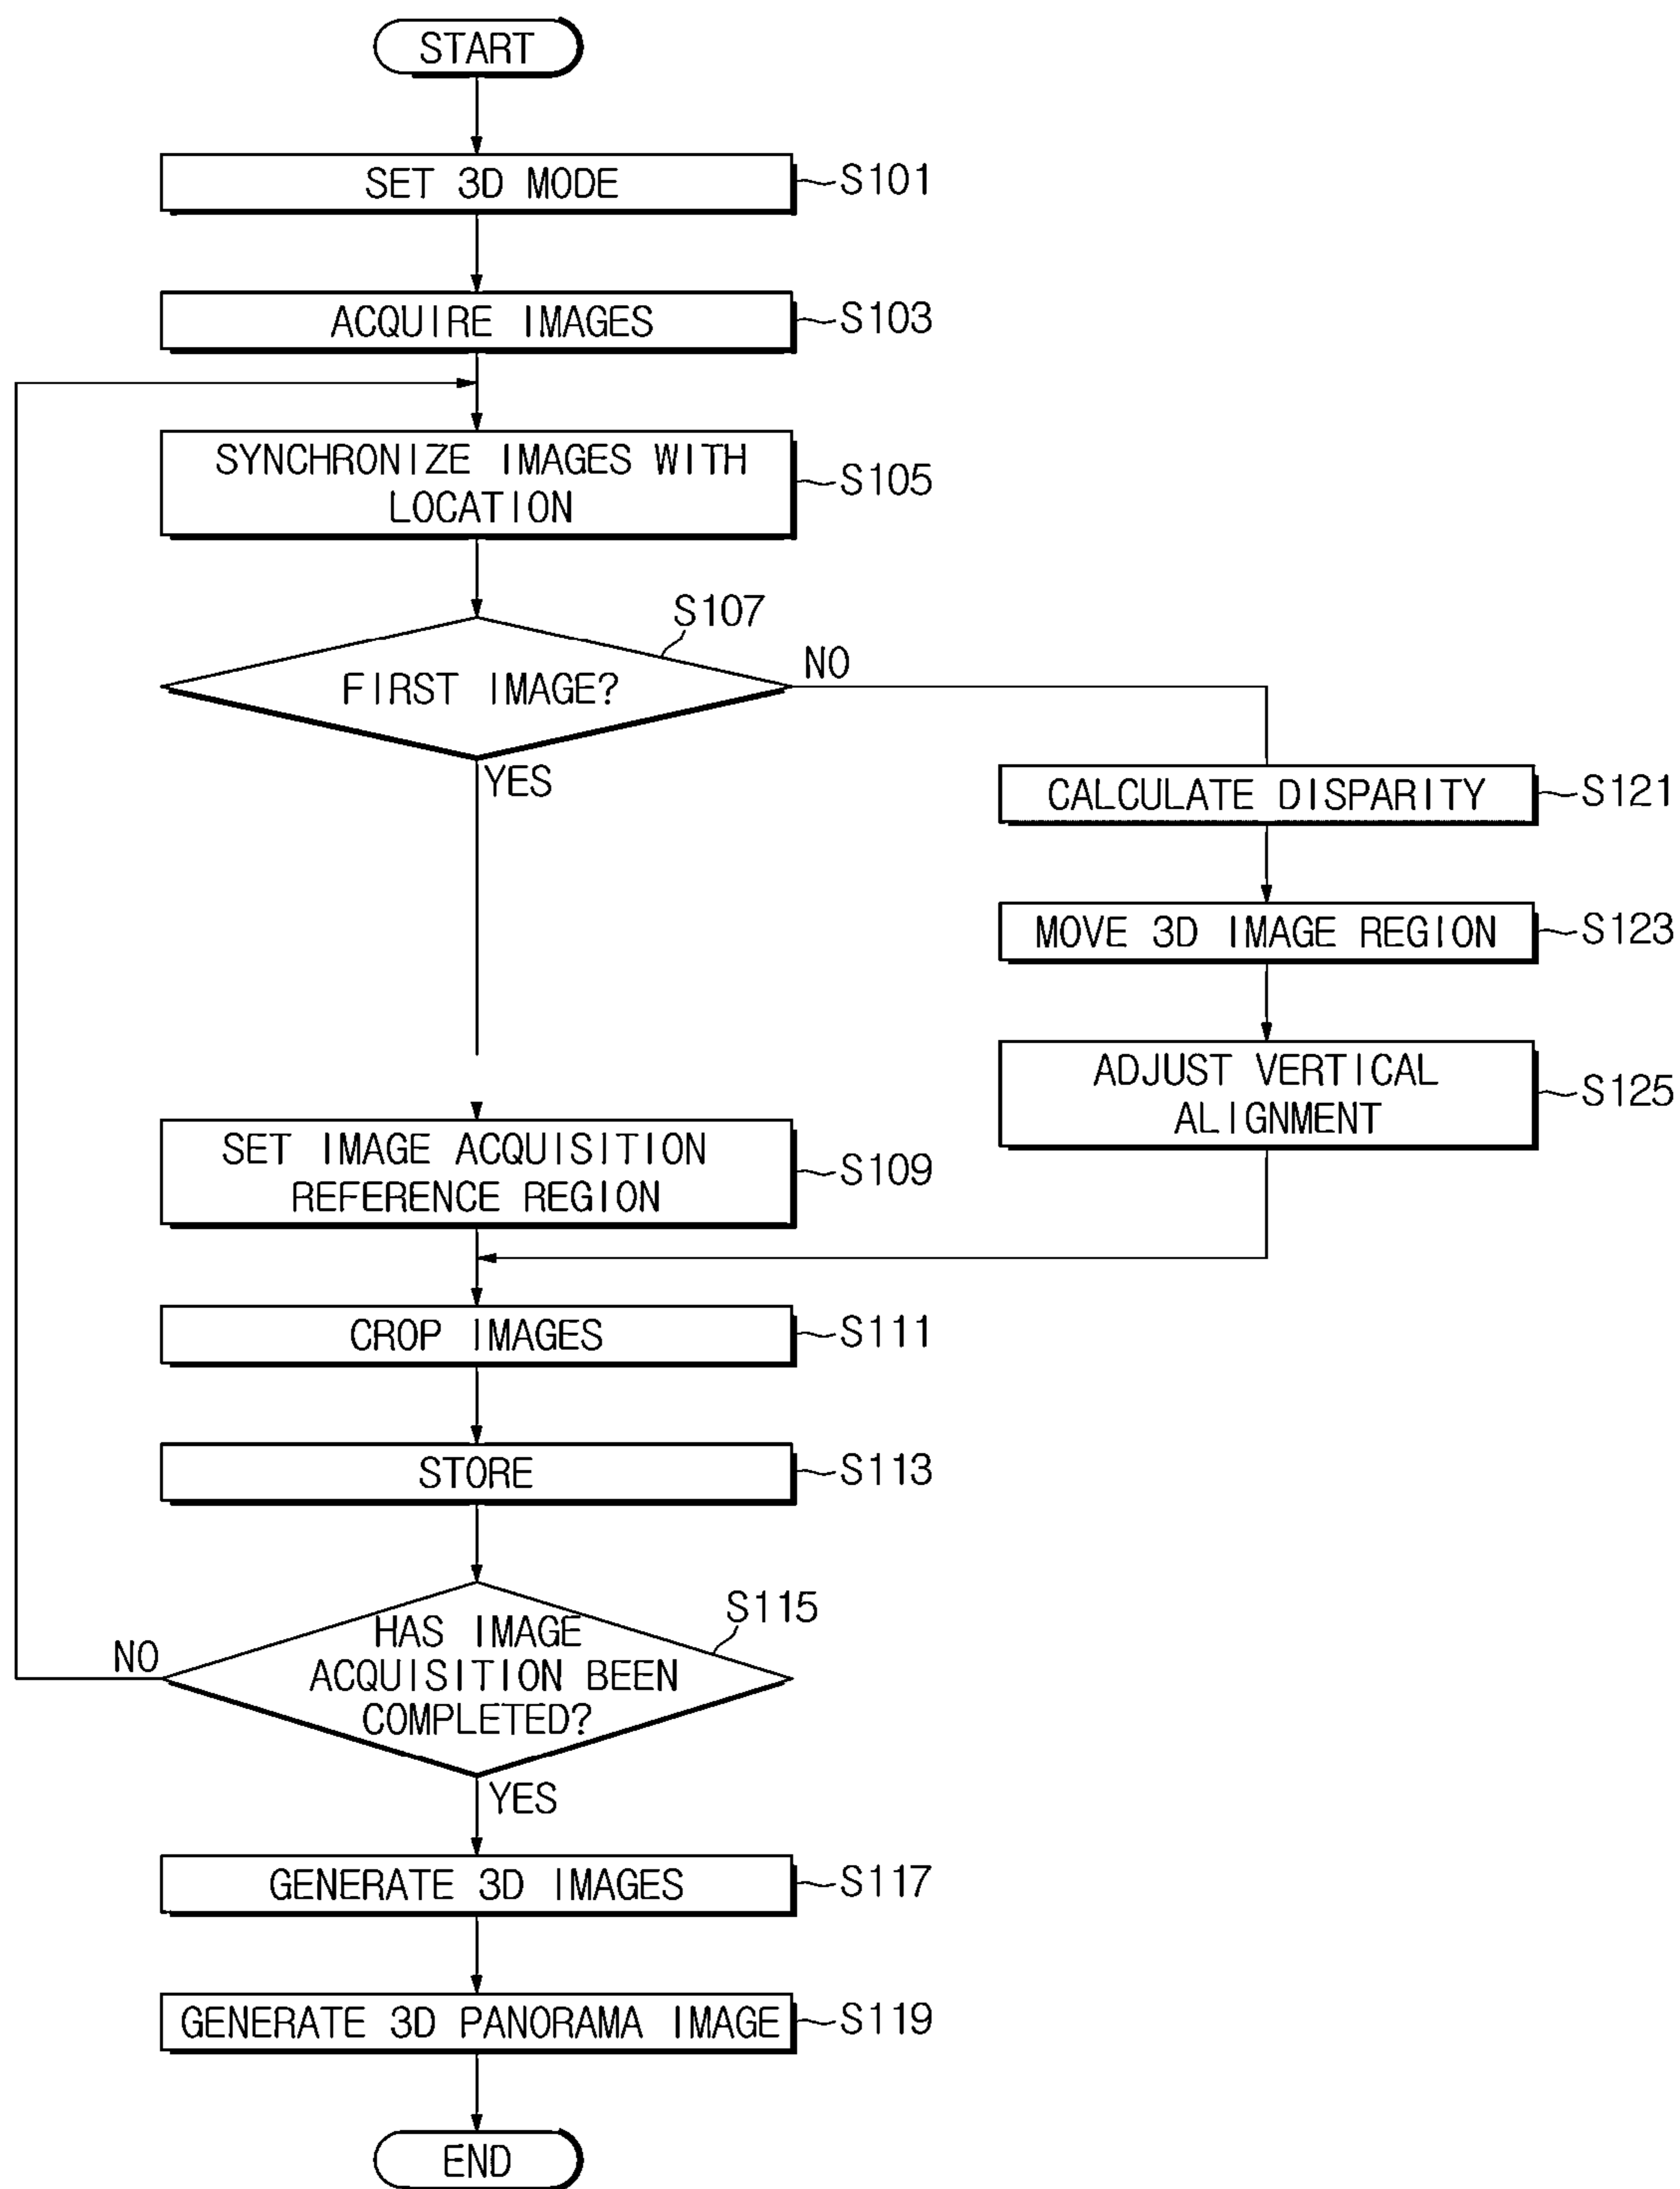 START
SET 3D MODE
S101
ACQUIRE IMAGES
S103
SYNCHRONIZE IMAGES WITH
LOCATION
S105
S107
FIRST IMAGE?
NO
YES
CALCULATE DISPARITY
S121
MOVE 3D IMAGE REGION
S123
ADJUST VERTICAL
ALIGNMENT
S125
SET IMAGE ACQUISITION
REFERENCE REGION
S109
CROP IMAGES
S111
STORE
S113
S115
HAS IMAGE
ACQUISITION BEEN
COMPLETED?
NO
YES
GENERATE 3D IMAGES
S117
GENERATE 3D PANORAMA IMAGE
S119
END